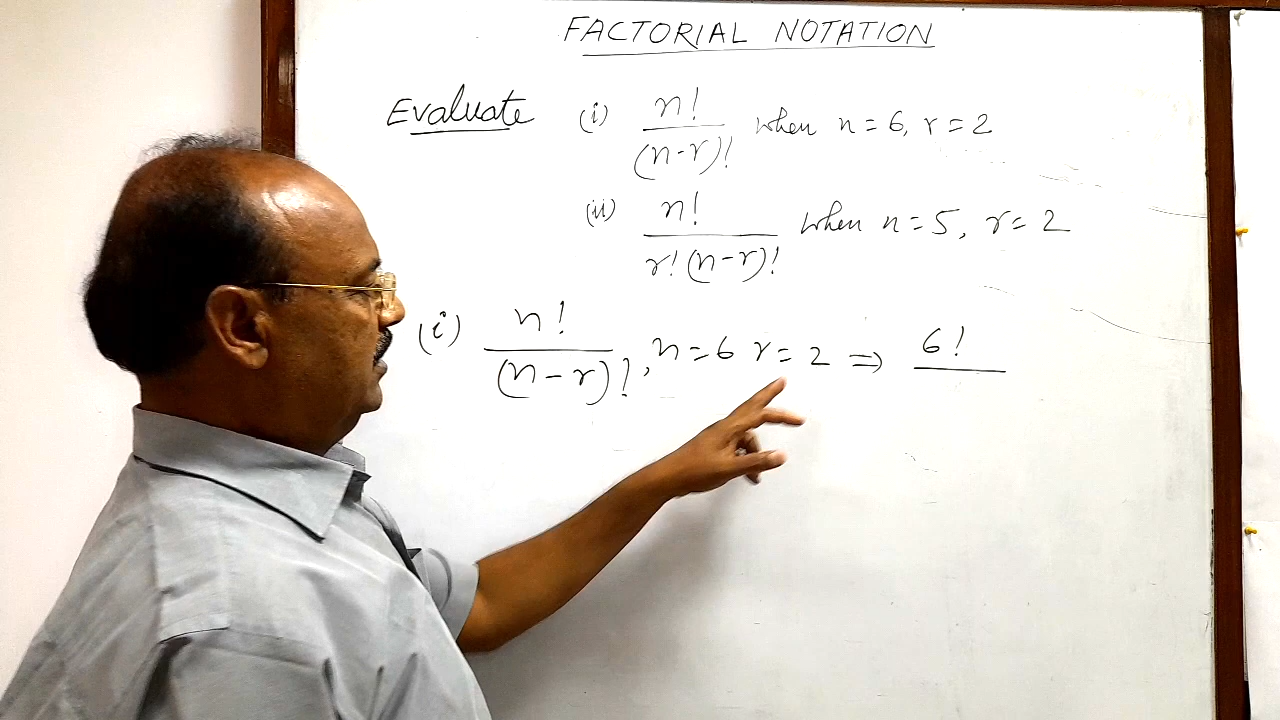 FACTORIAL NOTATION
Evaluate (i) n!/(n-r)! when n=6, r=2
(ii) n!/r!(n-r)! when n=5, r=2
(i) n!/(n-r)!, n=6 r=2 ⇒ 6!